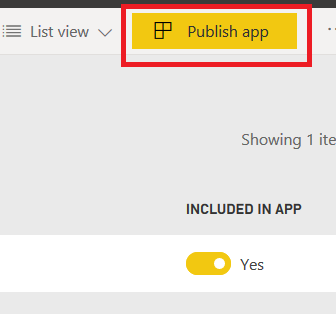 List view
Publish app
Showing 1 ite
INCLUDED IN APP
Yes